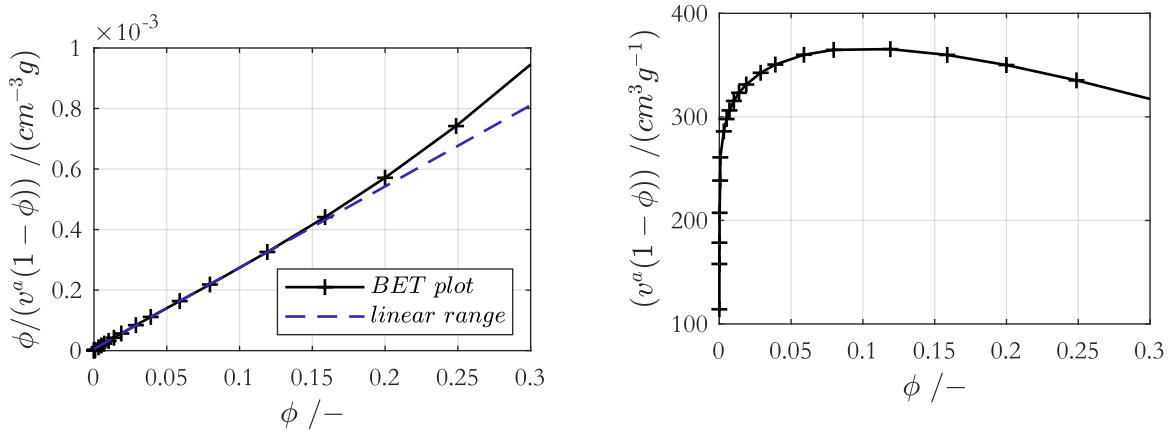 ×10⁻³
ϕ/(vᵃ(1 − ϕ)) /(cm⁻³g)
1
0.8
0.6
0.4
0.2
0
BET plot
linear range
0 0.05 0.1 0.15 0.2 0.25 0.3
ϕ /−
(vᵃ(1 − ϕ)) /(cm³g⁻¹)
400
300
200
100
0 0.05 0.1 0.15 0.2 0.25 0.3
ϕ /−